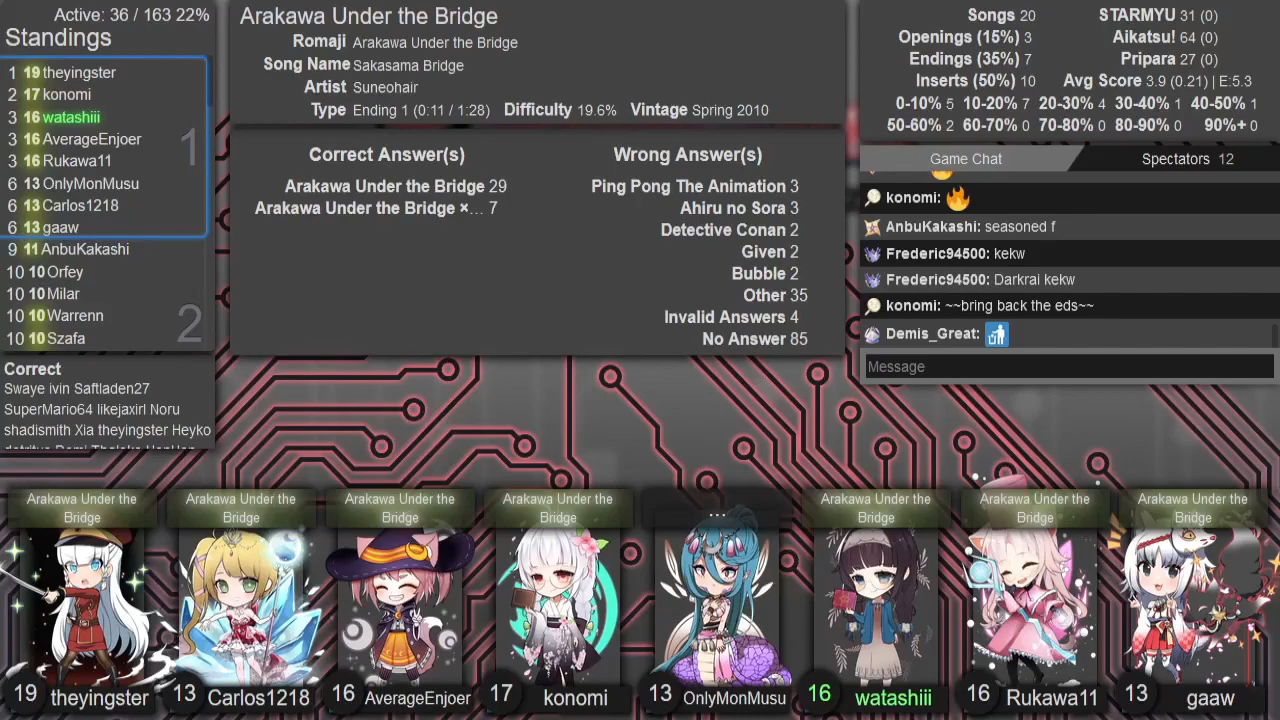 Active: 36 / 163 22%
Standings
1 19 theyingster
2 17 konomi
3 16 watashiii
3 16 AverageEnjoer
3 16 Rukawa11
1
6 13 OnlyMonMusu
6 13 Carlos1218
6 13 gaaw
9 11 AnbuKakashi
10 10 Orfey
10 10 Milar
10 10 Warrenn
10 10 Szafa
2
Correct
Swaye ivin Saftladen27
SuperMario64 likejaxirl Noru
shadismith Xia theyingster Heyko
Arakawa Under the Bridge
Romaji Arakawa Under the Bridge
Song Name Sakasama Bridge
Artist Suneohair
Type Ending 1 (0:11 / 1:28) Difficulty 19.6% Vintage Spring 2010
Correct Answer(s)
Arakawa Under the Bridge 29
Arakawa Under the Bridge ×... 7
Wrong Answer(s)
Ping Pong The Animation 3
Ahiru no Sora 3
Detective Conan 2
Given 2
Bubble 2
Other 35
Invalid Answers 4
No Answer 85
Songs 20 STARMYU 31 (0)
Openings (15%) 3 Aikatsu! 64 (0)
Endings (35%) 7 Pripara 27 (0)
Inserts (50%) 10 Avg Score 3.9 (0.21) | E:5.3
0-10% 5 10-20% 7 20-30% 4 30-40% 1 40-50% 1
50-60% 2 60-70% 0 70-80% 0 80-90% 0 90%+ 0
Game Chat Spectators 12
konomi: 🔥
AnbuKakashi: seasoned f
Frederic94500: kekw
Frederic94500: Darkrai kekw
konomi: ~~bring back the eds~~
Demis_Great: 🚮
Message
Arakawa Under the
Bridge
Arakawa Under the
Bridge
Arakawa Under the
Bridge
Arakawa Under the
Bridge
...
Arakawa Under the
Bridge
Arakawa Under the
Bridge
Arakawa Under the
Bridge
19 theyingster
13 Carlos1218
16 AverageEnjoer
17 konomi
13 OnlyMonMusu
16 watashiii
16 Rukawa11
13 gaaw